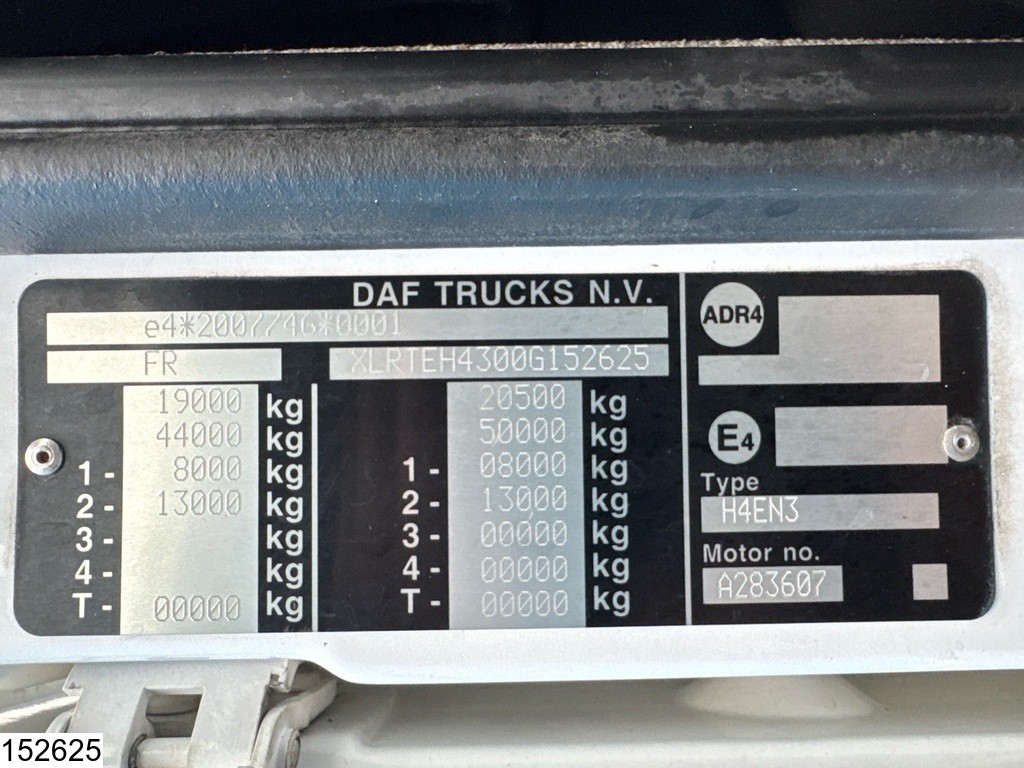 DAF TRUCKS N.V.
e4*2007/46*0001
FR XLRTEH4300G152625
19000 kg 20500 kg
44000 kg 50000 kg
1- 8000 kg 1- 08000 kg
2- 13000 kg 2- 13000 kg
3- kg 3- 00000 kg
4- kg 4- 00000 kg
T- 00000 kg T- 00000 kg
ADR4
E4
Type
H4EN3
Motor no.
A283607
152625